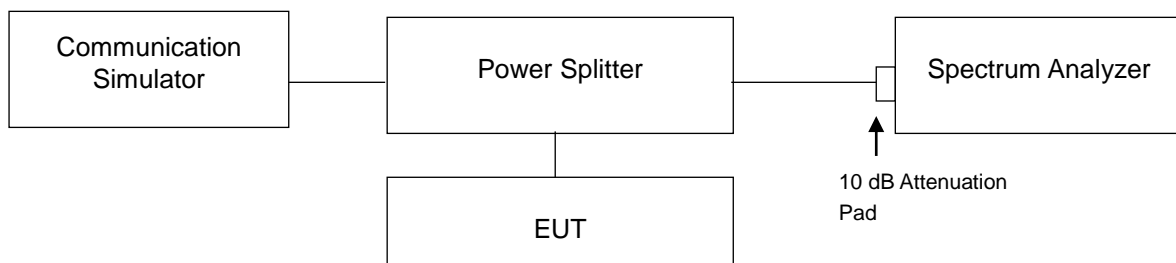 Communication
Simulator
Power Splitter
Spectrum Analyzer
10 dB Attenuation
Pad
EUT